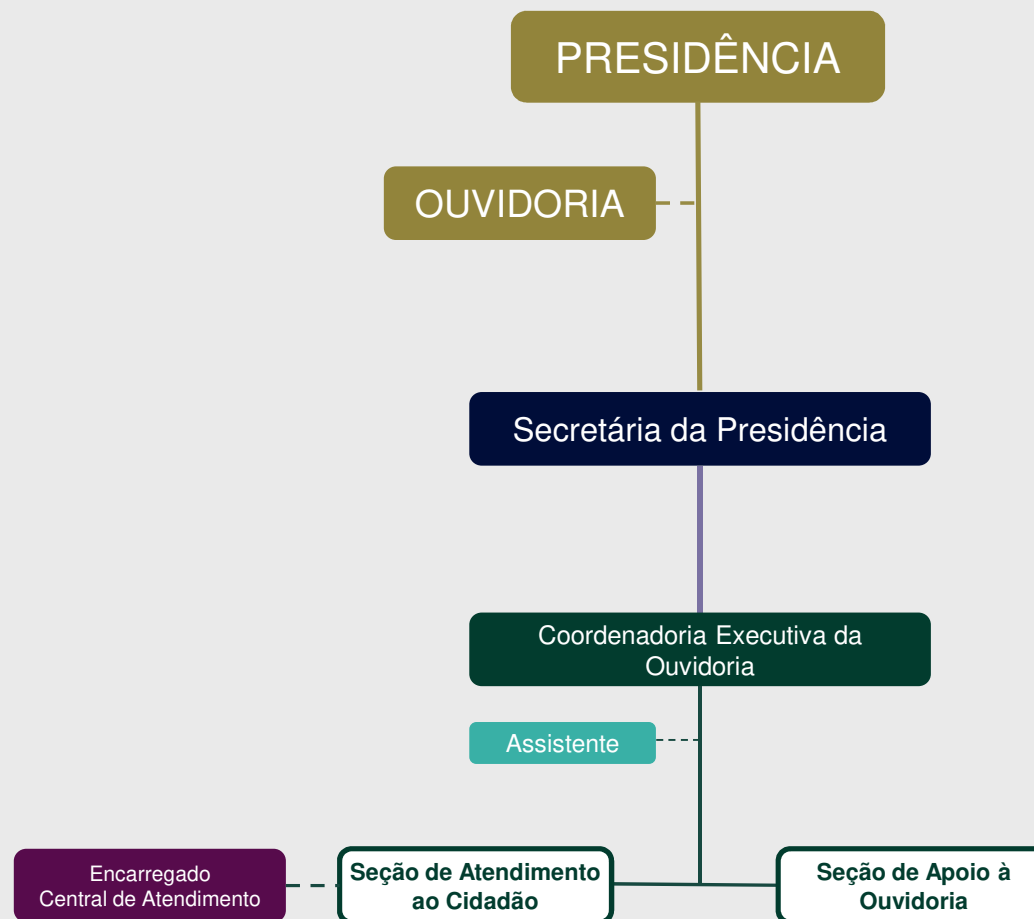 PRESIDÊNCIA
OUVIDORIA
Secretária da Presidência
Coordenadoria Executiva da
Ouvidoria
Assistente
Encarregado
Central de Atendimento
Seção de Atendimento
ao Cidadão
Seção de Apoio à
Ouvidoria